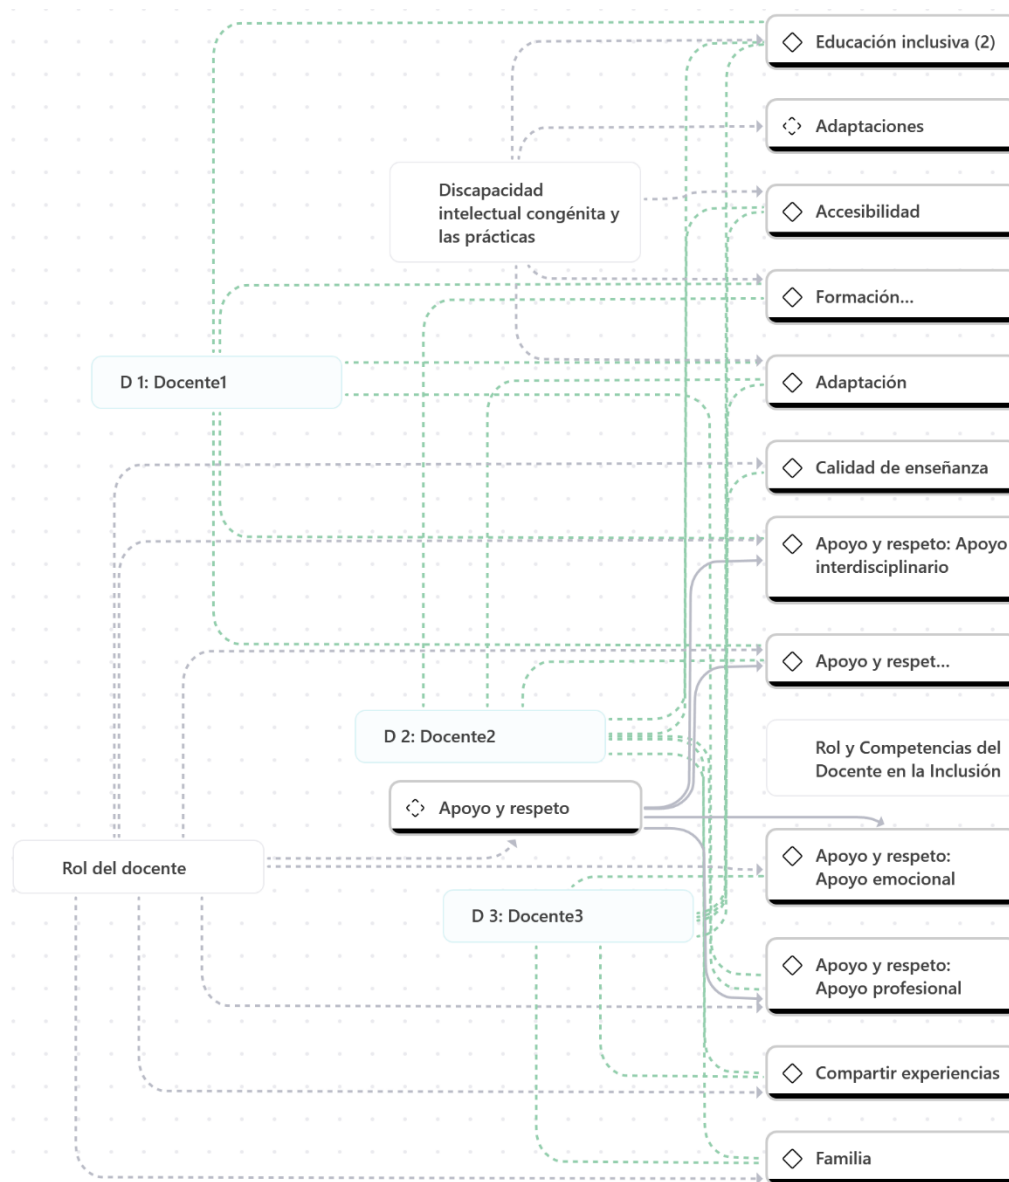 Educación inclusiva (2)
Adaptaciones
Discapacidad
intelectual congénita y
las prácticas
Accesibilidad
Formación...
D 1: Docente1
Adaptación
Calidad de enseñanza
Apoyo y respeto: Apoyo
interdisciplinario
Apoyo y respet...
D 2: Docente2
Rol y Competencias del
Docente en la Inclusión
Apoyo y respeto
Rol del docente
Apoyo y respeto:
Apoyo emocional
D 3: Docente3
Apoyo y respeto:
Apoyo profesional
Compartir experiencias
Familia